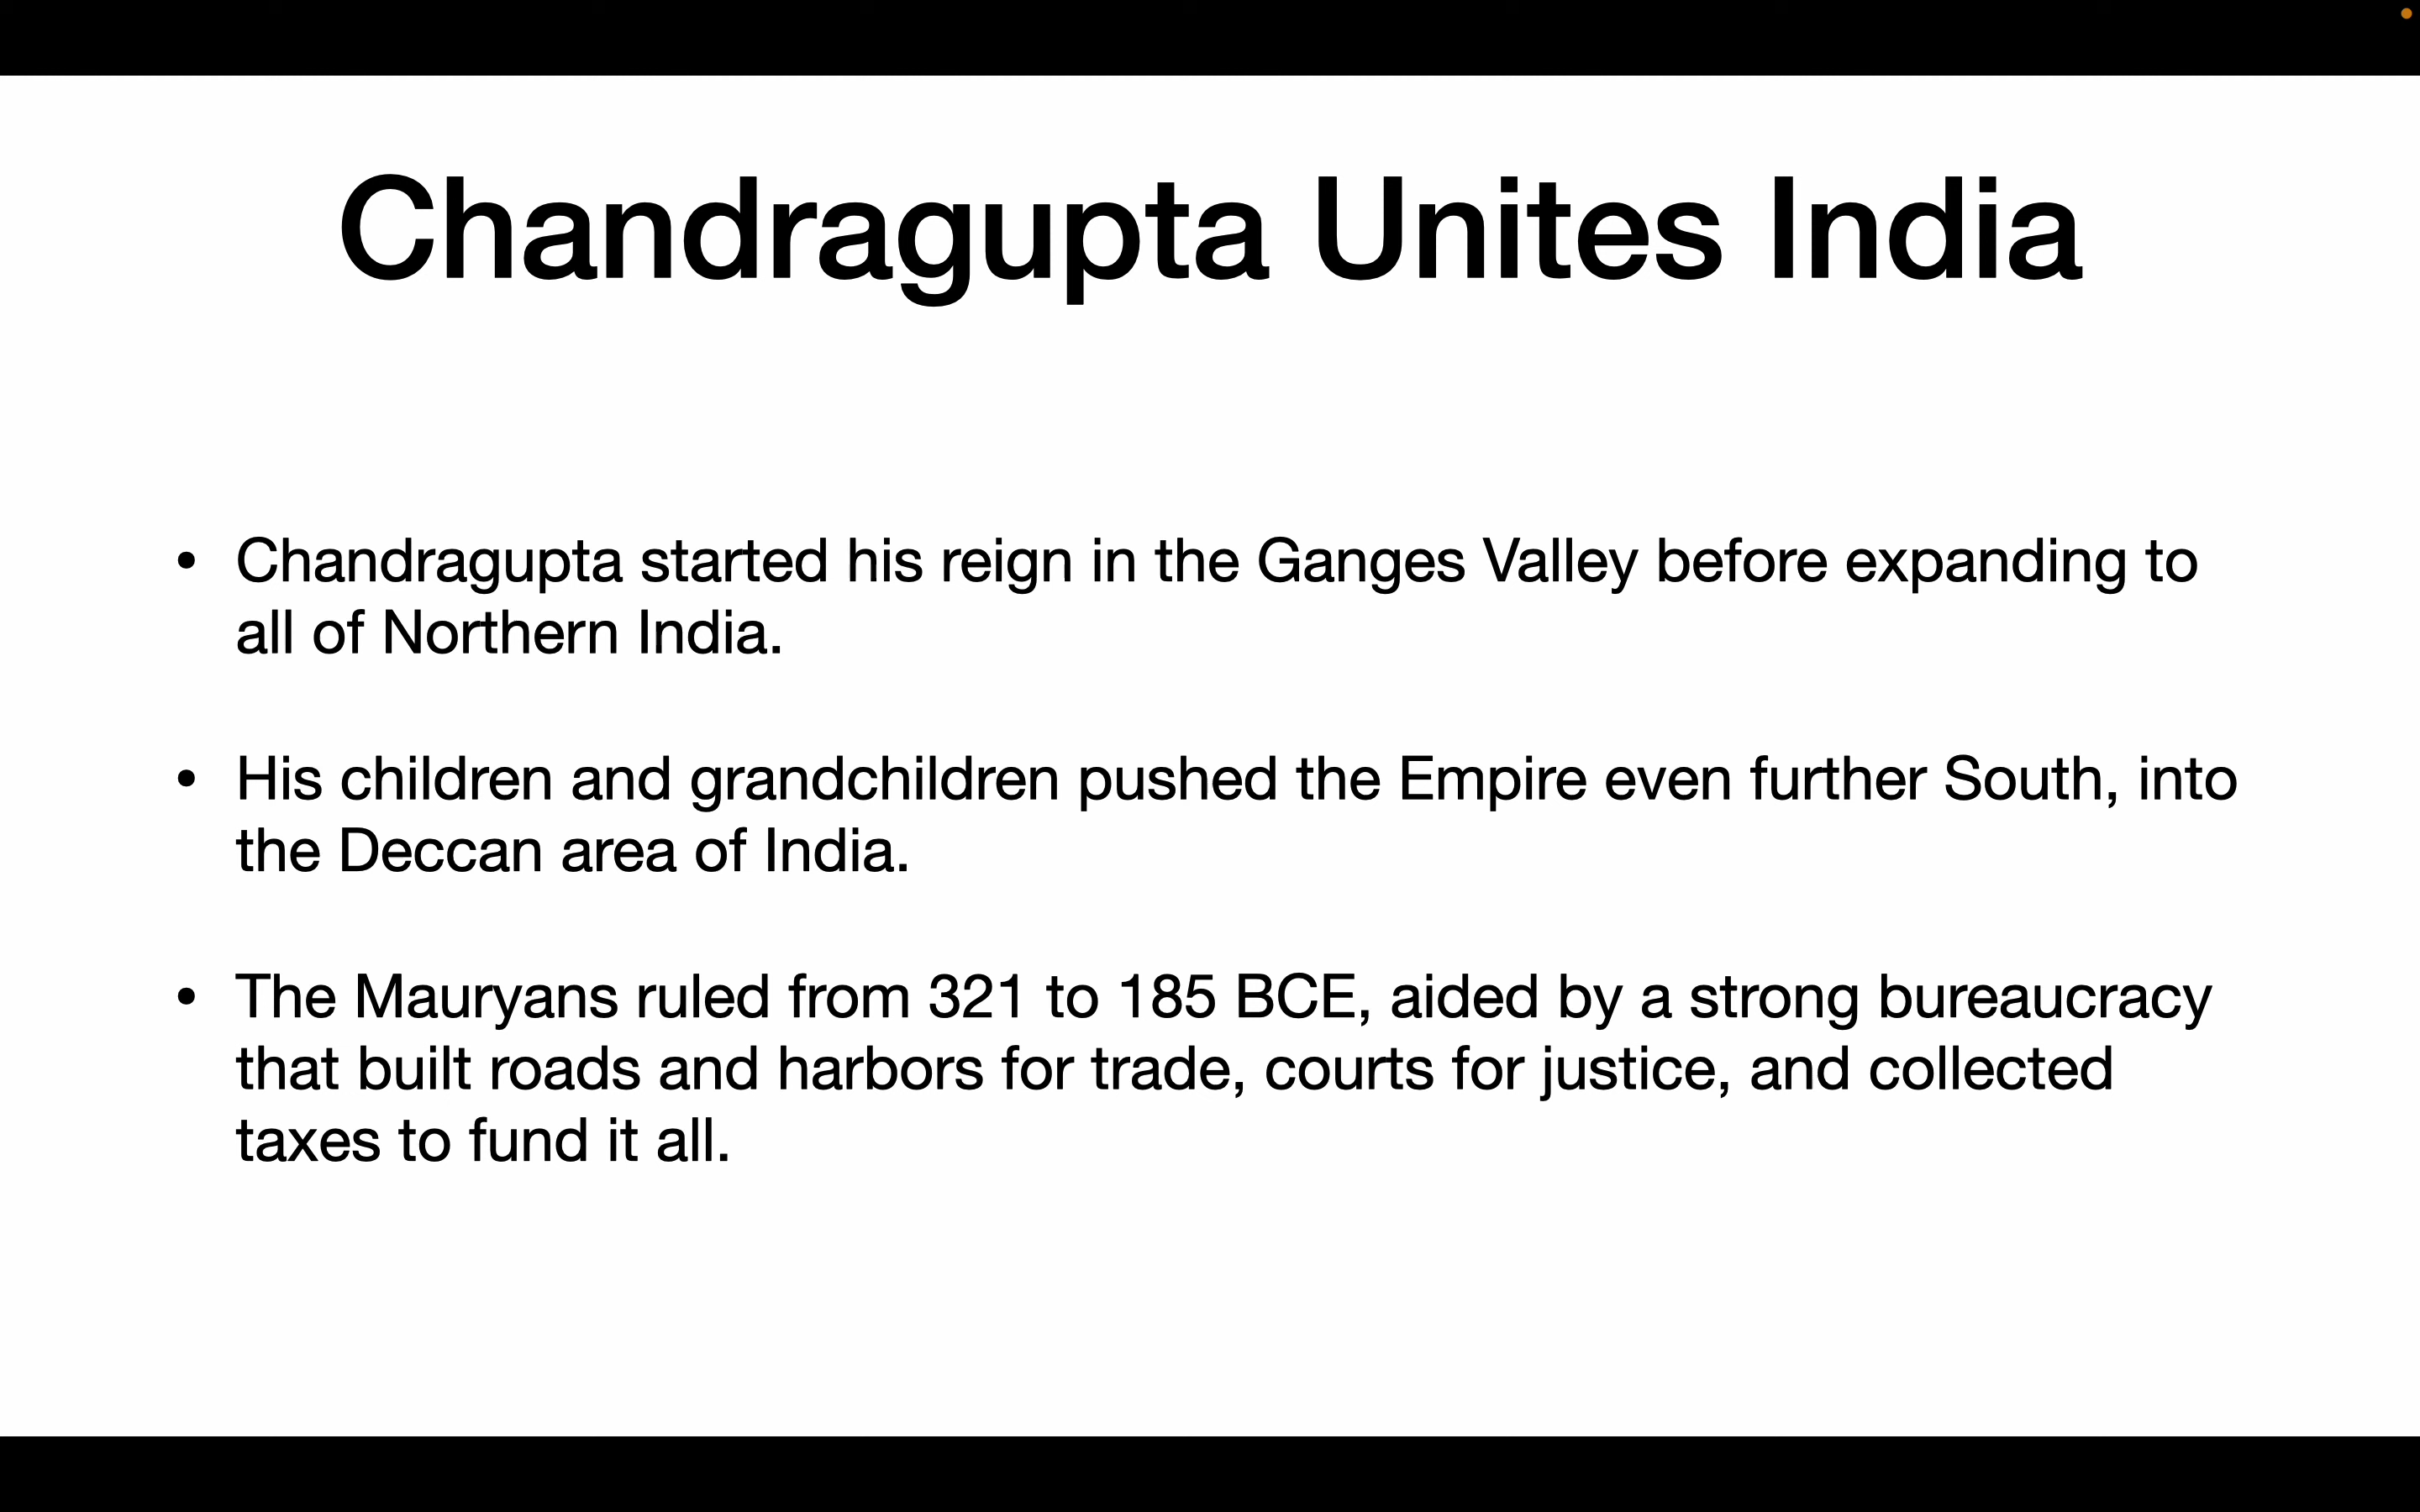 Chandragupta Unites India
• Chandragupta started his reign in the Ganges Valley before expanding to
all of Northern India.
• His children and grandchildren pushed the Empire even further South, into
the Deccan area of India.
• The Mauryans ruled from 321 to 185 BCE, aided by a strong bureaucracy
that built roads and harbors for trade, courts for justice, and collected
taxes to fund it all.